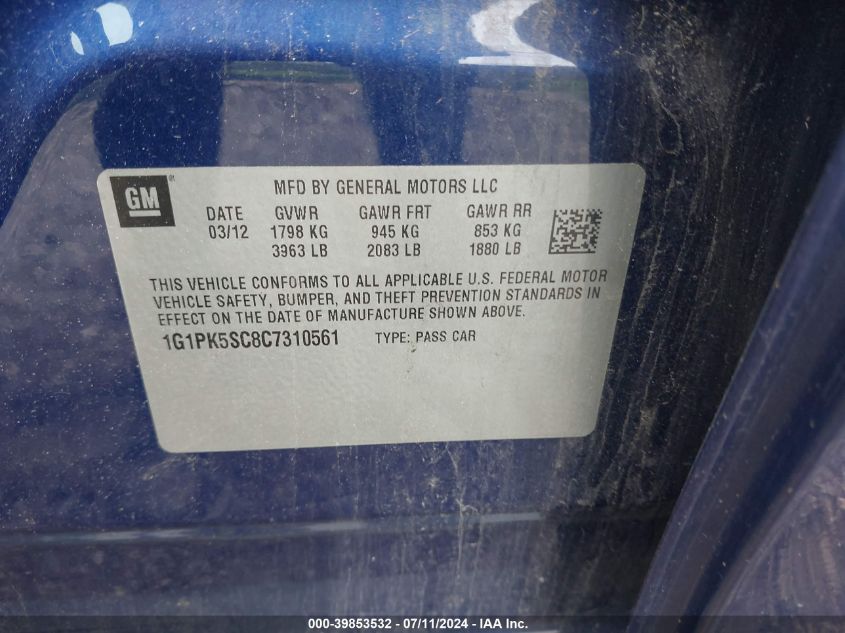 GM
MFD BY GENERAL MOTORS LLC
DATE GVWR GAWR FRT GAWR RR
03/12 1798 KG 945 KG 853 KG
3963 LB 2083 LB 1880 LB
THIS VEHICLE CONFORMS TO ALL APPLICABLE U.S. FEDERAL MOTOR
VEHICLE SAFETY, BUMPER, AND THEFT PREVENTION STANDARDS IN
EFFECT ON THE DATE OF MANUFACTURE SHOWN ABOVE.
1G1PK5SC8C7310561 TYPE: PASS CAR
000-39853532 - 07/11/2024 - IAA Inc.